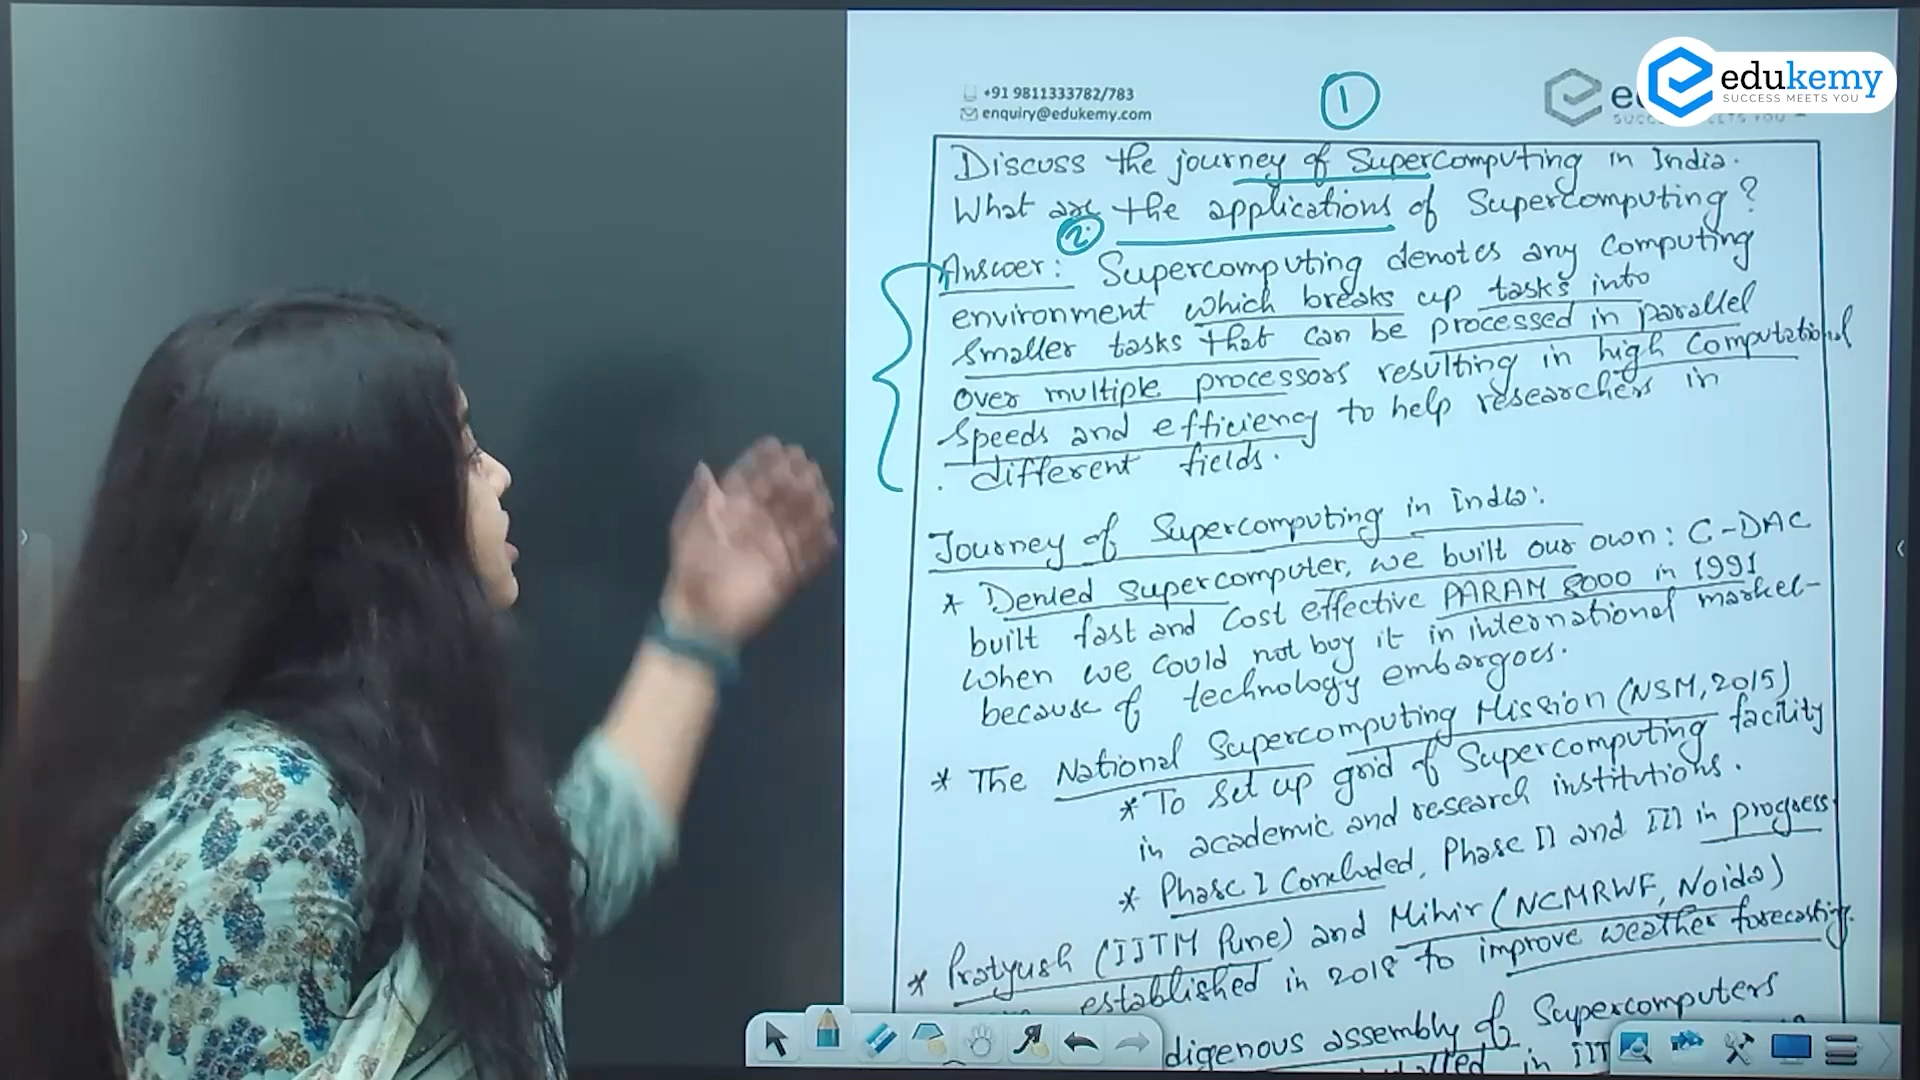 +91 9811333782/783
enquiry@edukemy.com
1
edukemy
SUCCESS MEETS YOU
Discuss the journey of Supercomputing in India.
What are the applications of Supercomputing?
2.
Answer: Supercomputing denotes any computing
environment which breaks up tasks into
smaller tasks that can be processed in parallel
over multiple processors resulting in high computational
speeds and efficiency to help researchers in
different fields.
Journey of Supercomputing in India:
* Denied Supercomputer, we built our own: C-DAC
built fast and cost effective PARAM 8000 in 1991
when we could not buy it in international market
because of technology embargoes.
* The National Supercomputing Mission (NSM, 2015)
* To set up grid of Supercomputing facility
in academic and research institutions.
* Phase I Concluded, Phase II and III in progress
* Pratyush (IITM Pune) and Mihir (NCMRWF, Noida)
established in 2018 to improve weather forecasting.
digenous assembly of Supercomputers
in IIT